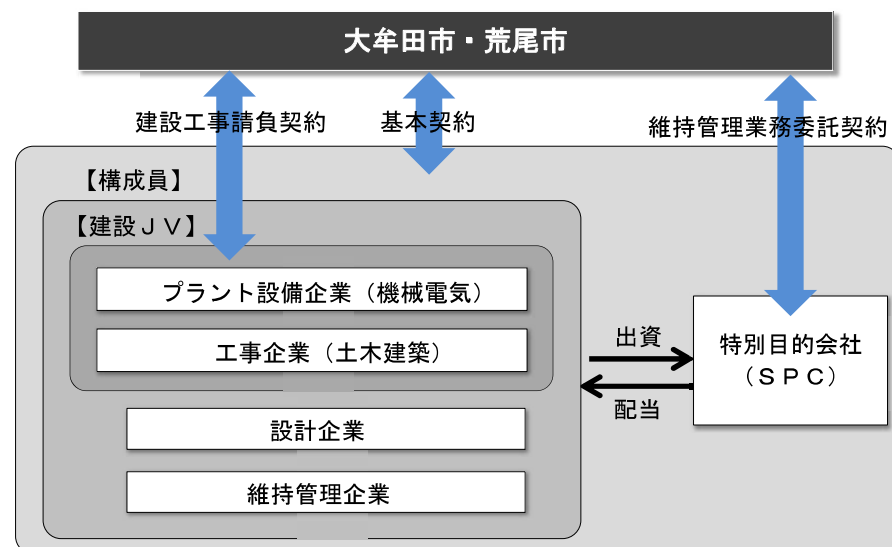 大牟田市・荒尾市
建設工事請負契約
基本契約
維持管理業務委託契約
【構成員】
【建設ＪＶ】
プラント設備企業（機械電気）
工事企業（土木建築）
設計企業
維持管理企業
出資
配当
特別目的会社
（ＳＰＣ）